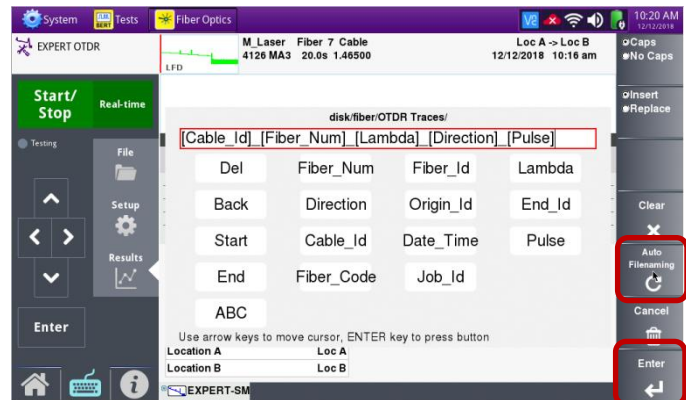 System Tests Fiber Optics 10:20 AM
12/12/2018
EXPERT OTDR
LFD
M_Laser Fiber 7 Cable
4126 MA3 20.0s 1.46500
Loc A -> Loc B
12/12/2018 10:16 am
Caps
No Caps
Start/
Stop
Real-time
Insert
Replace
disk/fiber/OTDR Traces/
[Cable_Id]_[Fiber_Num]_[Lambda]_[Direction]_[Pulse]
Testing
File
Del Fiber_Num Fiber_Id Lambda
Setup
Back Direction Origin_Id End_Id
Clear
Start Cable_Id Date_Time Pulse
Results
Auto
Filenaming
End Fiber_Code Job_Id
ABC
Cancel
Enter
Use arrow keys to move cursor, ENTER key to press button
Location A Loc A
Location B Loc B
Enter
EXPERT-SM